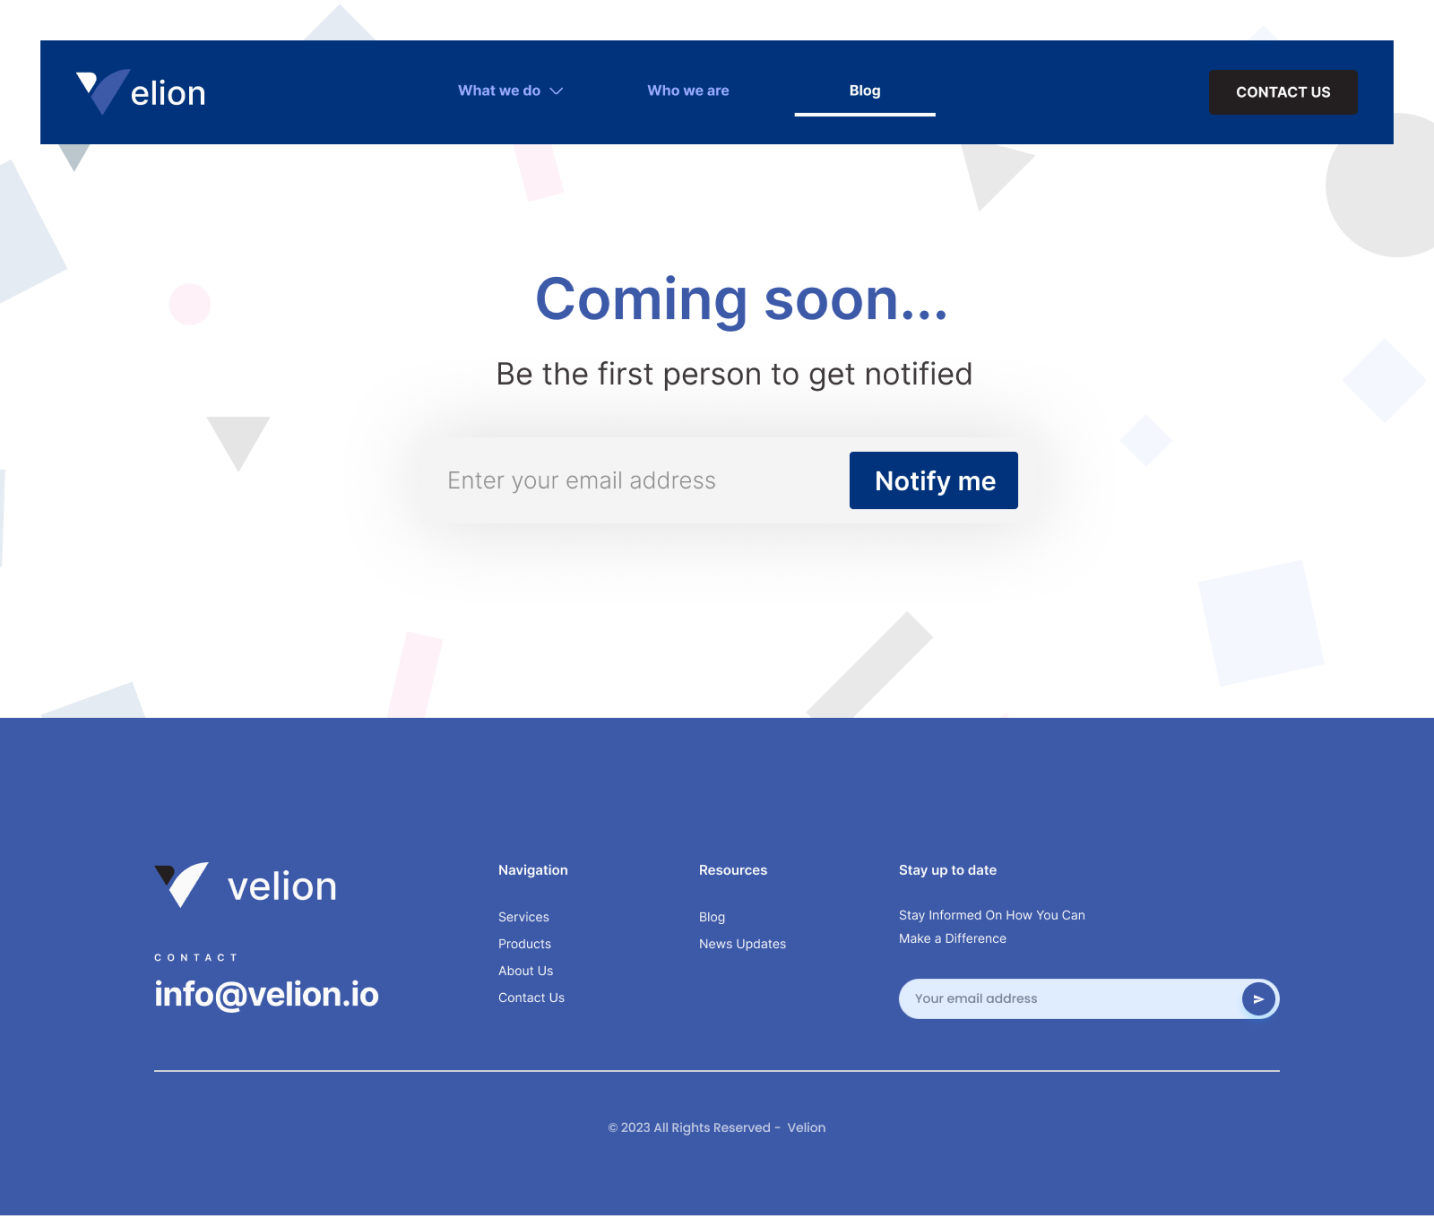 elion
What we do
Who we are
Blog
CONTACT US
Coming soon...
Be the first person to get notified
Enter your email address
Notify me
velion
CONTACT
info@velion.io
Navigation
Services
Products
About Us
Contact Us
Resources
Blog
News Updates
Stay up to date
Stay Informed On How You Can
Make a Difference
Your email address
© 2023 All Rights Reserved - Velion